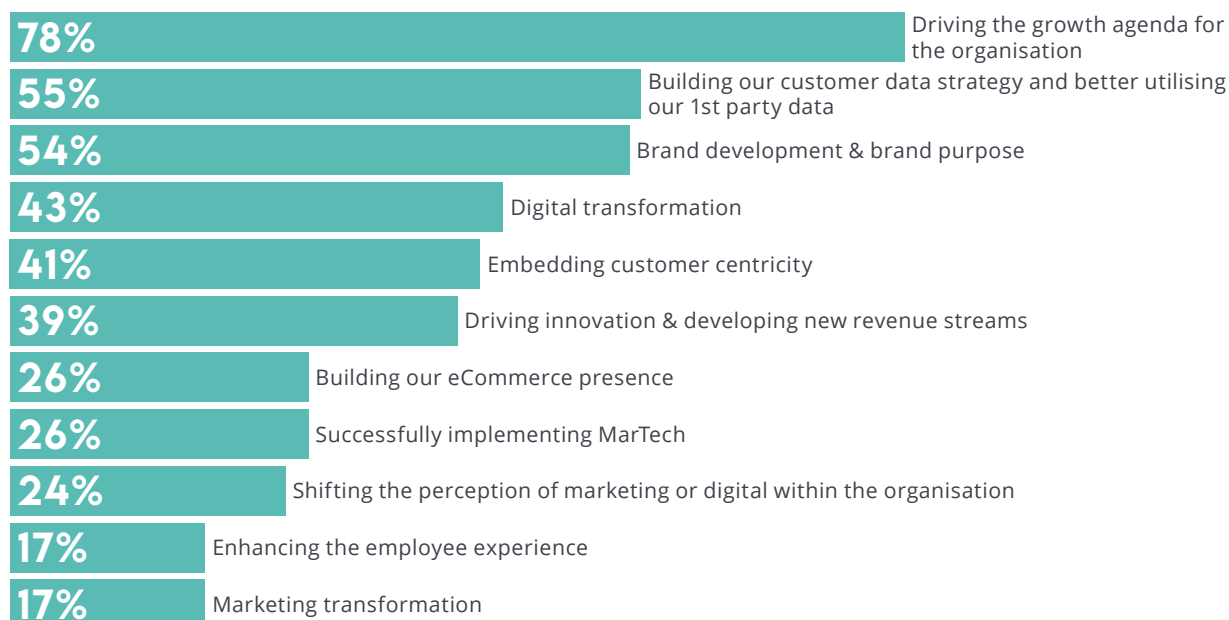 78%
Driving the growth agenda for
the organisation
55%
Building our customer data strategy and better utilising
our 1st party data
54%
Brand development & brand purpose
43%
Digital transformation
41%
Embedding customer centricity
39%
Driving innovation & developing new revenue streams
26%
Building our eCommerce presence
26%
Successfully implementing MarTech
24%
Shifting the perception of marketing or digital within the organisation
17%
Enhancing the employee experience
17%
Marketing transformation